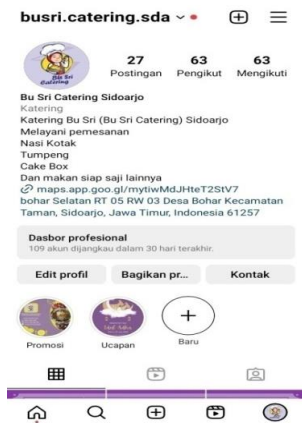 busri.catering.sda
Bu Sri
Catering
27 63 63
Postingan Pengikut Mengikuti
Bu Sri Catering Sidoarjo
Katering
Katering Bu Sri (Bu Sri Catering) Sidoarjo
Melayani pemesanan
Nasi Kotak
Tumpeng
Cake Box
Dan makan siap saji lainnya
maps.app.goo.gl/mytiwMdJHteT2StV7
bohar Selatan RT 05 RW 03 Desa Bohar Kecamatan
Taman, Sidoarjo, Jawa Timur, Indonesia 61257
Dasbor profesional
109 akun dijangkau dalam 30 hari terakhir.
Edit profil Bagikan pr... Kontak
Promosi Ucapan Baru